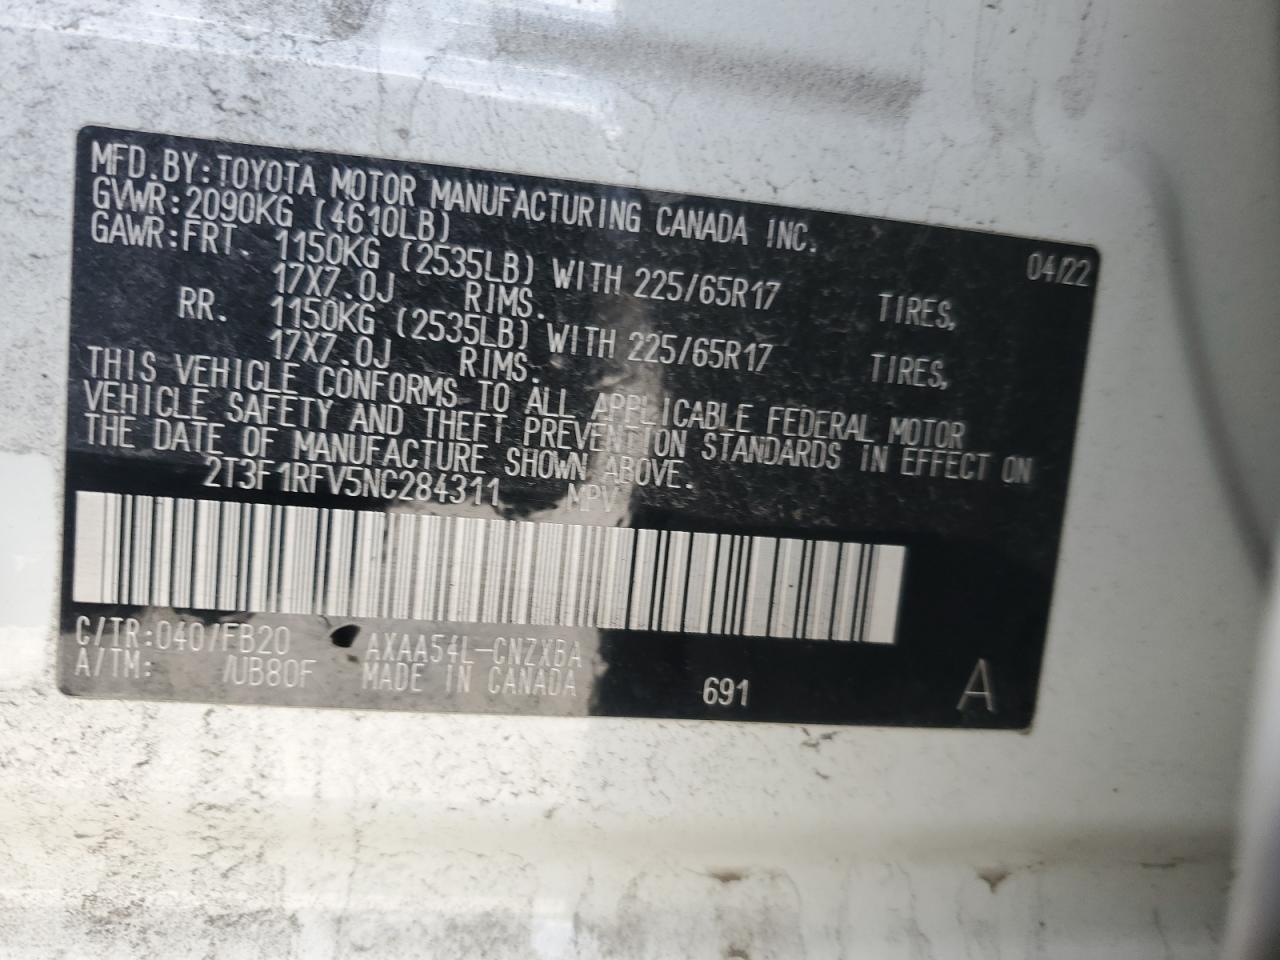 MFD.BY:TOYOTA MOTOR MANUFACTURING CANADA INC.
GVWR:2090KG (4610LB) 04/22
GAWR:FRT. 1150KG (2535LB) WITH 225/65R17 TIRES,
17X7.0J RIMS.
RR. 1150KG (2535LB) WITH 225/65R17 TIRES,
17X7.0J RIMS.
THIS VEHICLE CONFORMS TO ALL APPLICABLE FEDERAL MOTOR
VEHICLE SAFETY AND THEFT PREVENTION STANDARDS IN EFFECT ON
THE DATE OF MANUFACTURE SHOWN ABOVE.
2T3F1RFV5NC284311 MPV
C/TR:040/FB20 AXAA54L-CNZXBA
A/TM: /UB80F MADE IN CANADA 691 A